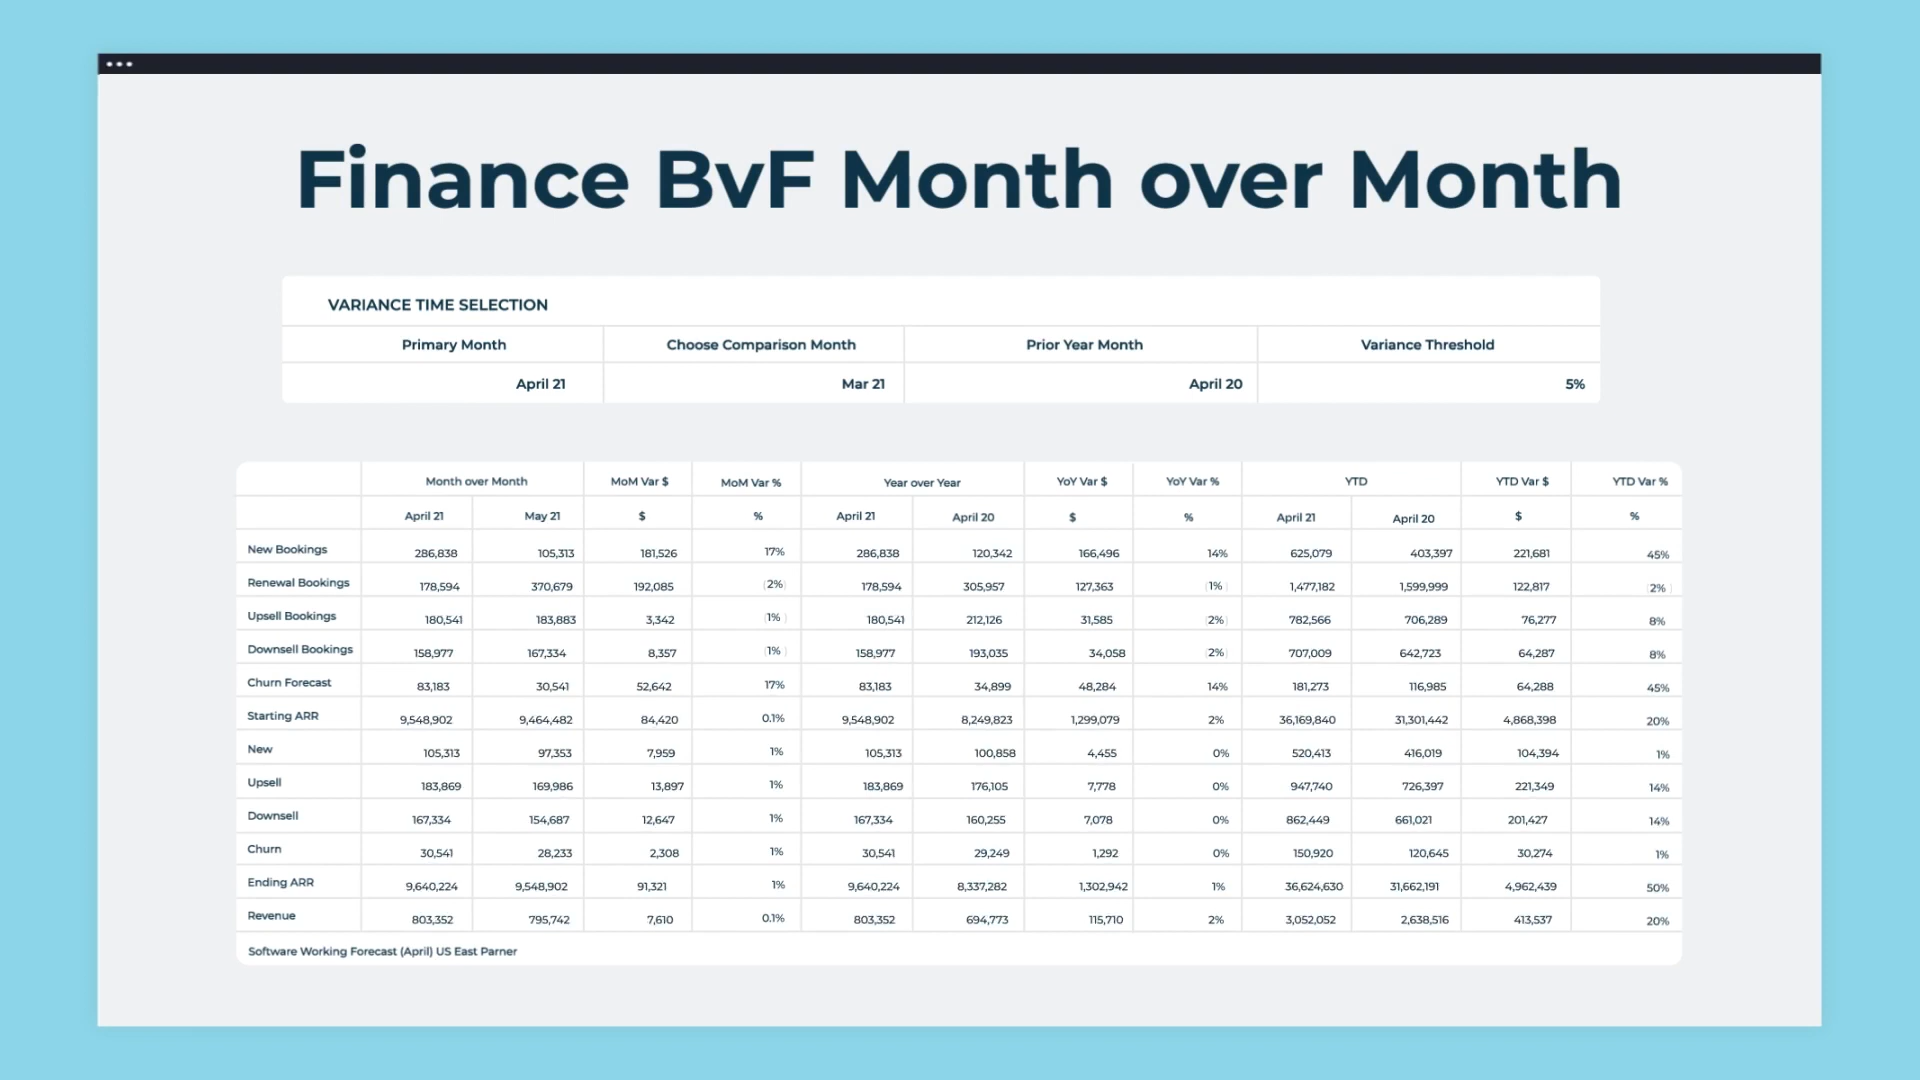 Finance BvF Month over Month
VARIANCE TIME SELECTION
Primary Month Choose Comparison Month Prior Year Month Variance Threshold
April 21 Mar 21 April 20 5%
Month over Month MoM Var $ MoM Var % Year over Year YoY Var $ YoY Var % YTD YTD Var $ YTD Var %
April 21 May 21 $ % April 21 April 20 $ % April 21 April 20 $ %
New Bookings 286,838 105,313 181,526 17% 286,838 120,342 166,496 14% 625,079 403,397 221,681 45%
Renewal Bookings 178,594 370,679 192,085 (2%) 178,594 305,957 127,363 (1%) 1,477,182 1,599,999 122,817 (2%)
Upsell Bookings 180,541 183,883 3,342 (1%) 180,541 212,126 31,585 (2%) 782,566 706,289 76,277 8%
Downsell Bookings 158,977 167,334 8,357 (1%) 158,977 193,035 34,058 (2%) 707,009 642,723 64,287 8%
Churn Forecast 83,183 30,541 52,642 17% 83,183 34,899 48,284 14% 181,273 116,985 64,288 45%
Starting ARR 9,548,902 9,464,482 84,420 0.1% 9,548,902 8,249,823 1,299,079 2% 36,169,840 31,301,442 4,868,398 20%
New 105,313 97,353 7,959 1% 105,313 100,858 4,455 0% 520,413 416,019 104,394 1%
Upsell 183,869 169,986 13,897 1% 183,869 176,105 7,778 0% 947,740 726,397 221,349 14%
Downsell 167,334 154,687 12,647 1% 167,334 160,255 7,078 0% 862,449 661,021 201,427 14%
Churn 30,541 28,233 2,308 1% 30,541 29,249 1,292 0% 150,920 120,645 30,274 1%
Ending ARR 9,640,224 9,548,902 91,321 1% 9,640,224 8,337,282 1,302,942 1% 36,624,630 31,662,191 4,962,439 50%
Revenue 803,352 795,742 7,610 0.1% 803,352 694,773 115,710 2% 3,052,052 2,638,516 413,537 20%
Software Working Forecast (April) US East Parner